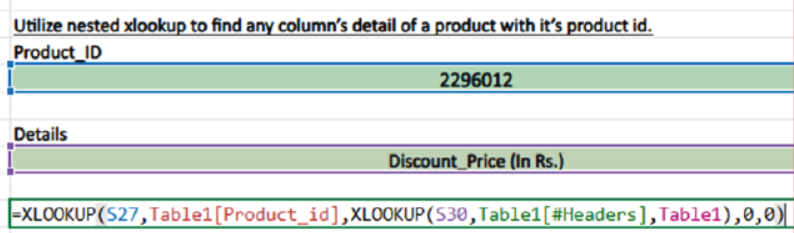 Utilize nested xlookup to find any column's detail of a product with it's product id.
Product_ID
2296012
Details
Discount_Price (In Rs.)
=XLOOKUP(S27,Table1[Product_id],XLOOKUP(S30,Table1[#Headers],Table1),0,0)